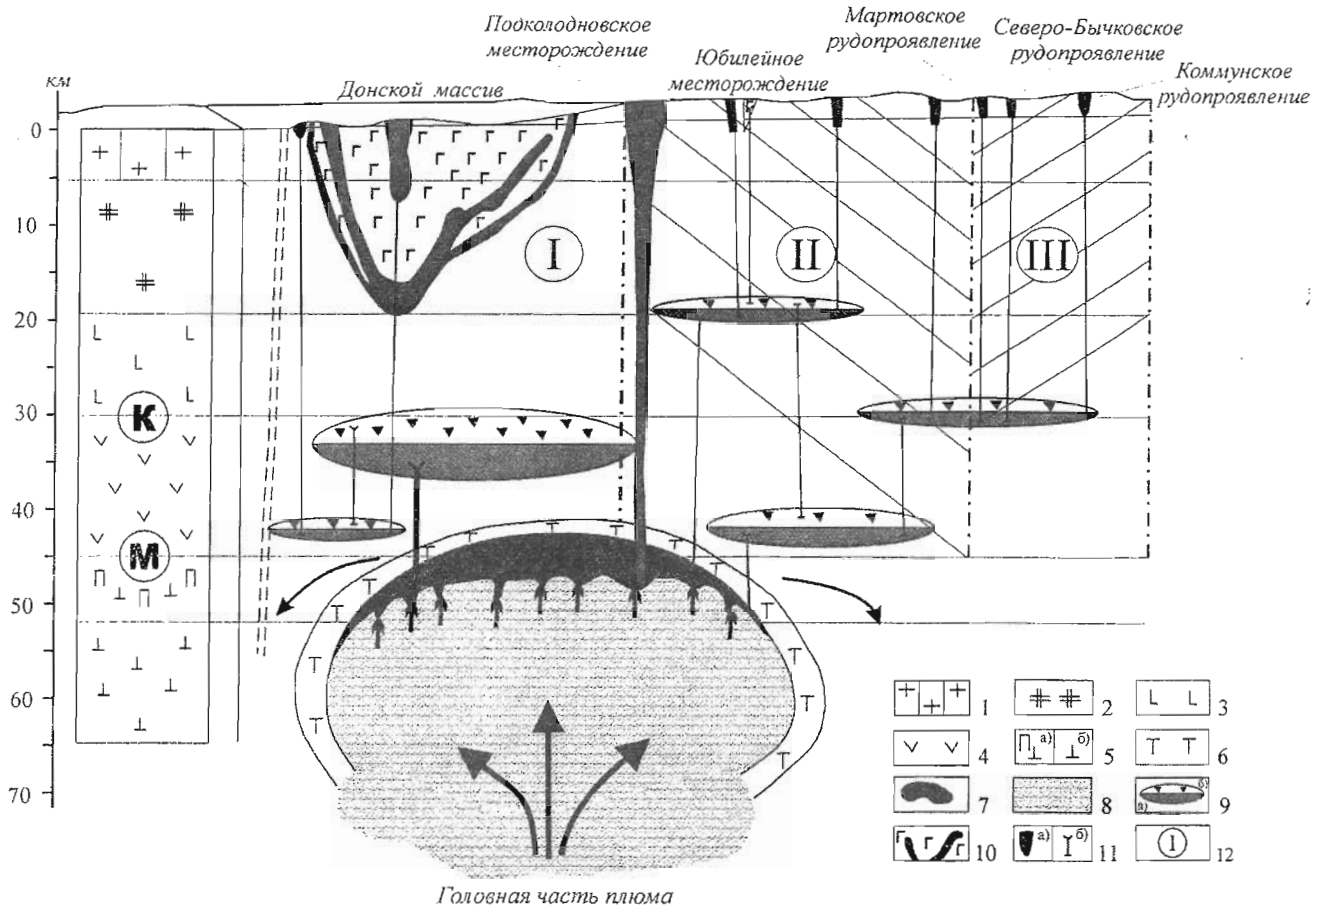 Подколодновское
месторождение
Мартовское
рудопроявление
Северо-Бычковское
рудопроявление
Юбилейное
месторождение
Коммунское
рудопроявление
Донской массив
км
0
10
20
30
40
50
60
70
I
II
III
К
М
1
2
3
4
а)
б)
5
6
7
8
а)
б)
9
10
а)
б)
11
I
12
Головная часть плюма